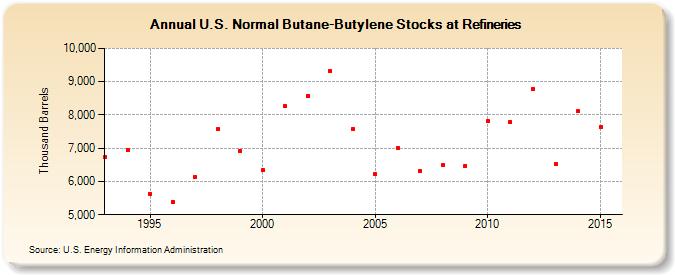 Annual U.S. Normal Butane-Butylene Stocks at Refineries
Thousand Barrels
10,000
9,000
8,000
7,000
6,000
5,000
1995 2000 2005 2010 2015
Source: U.S. Energy Information Administration